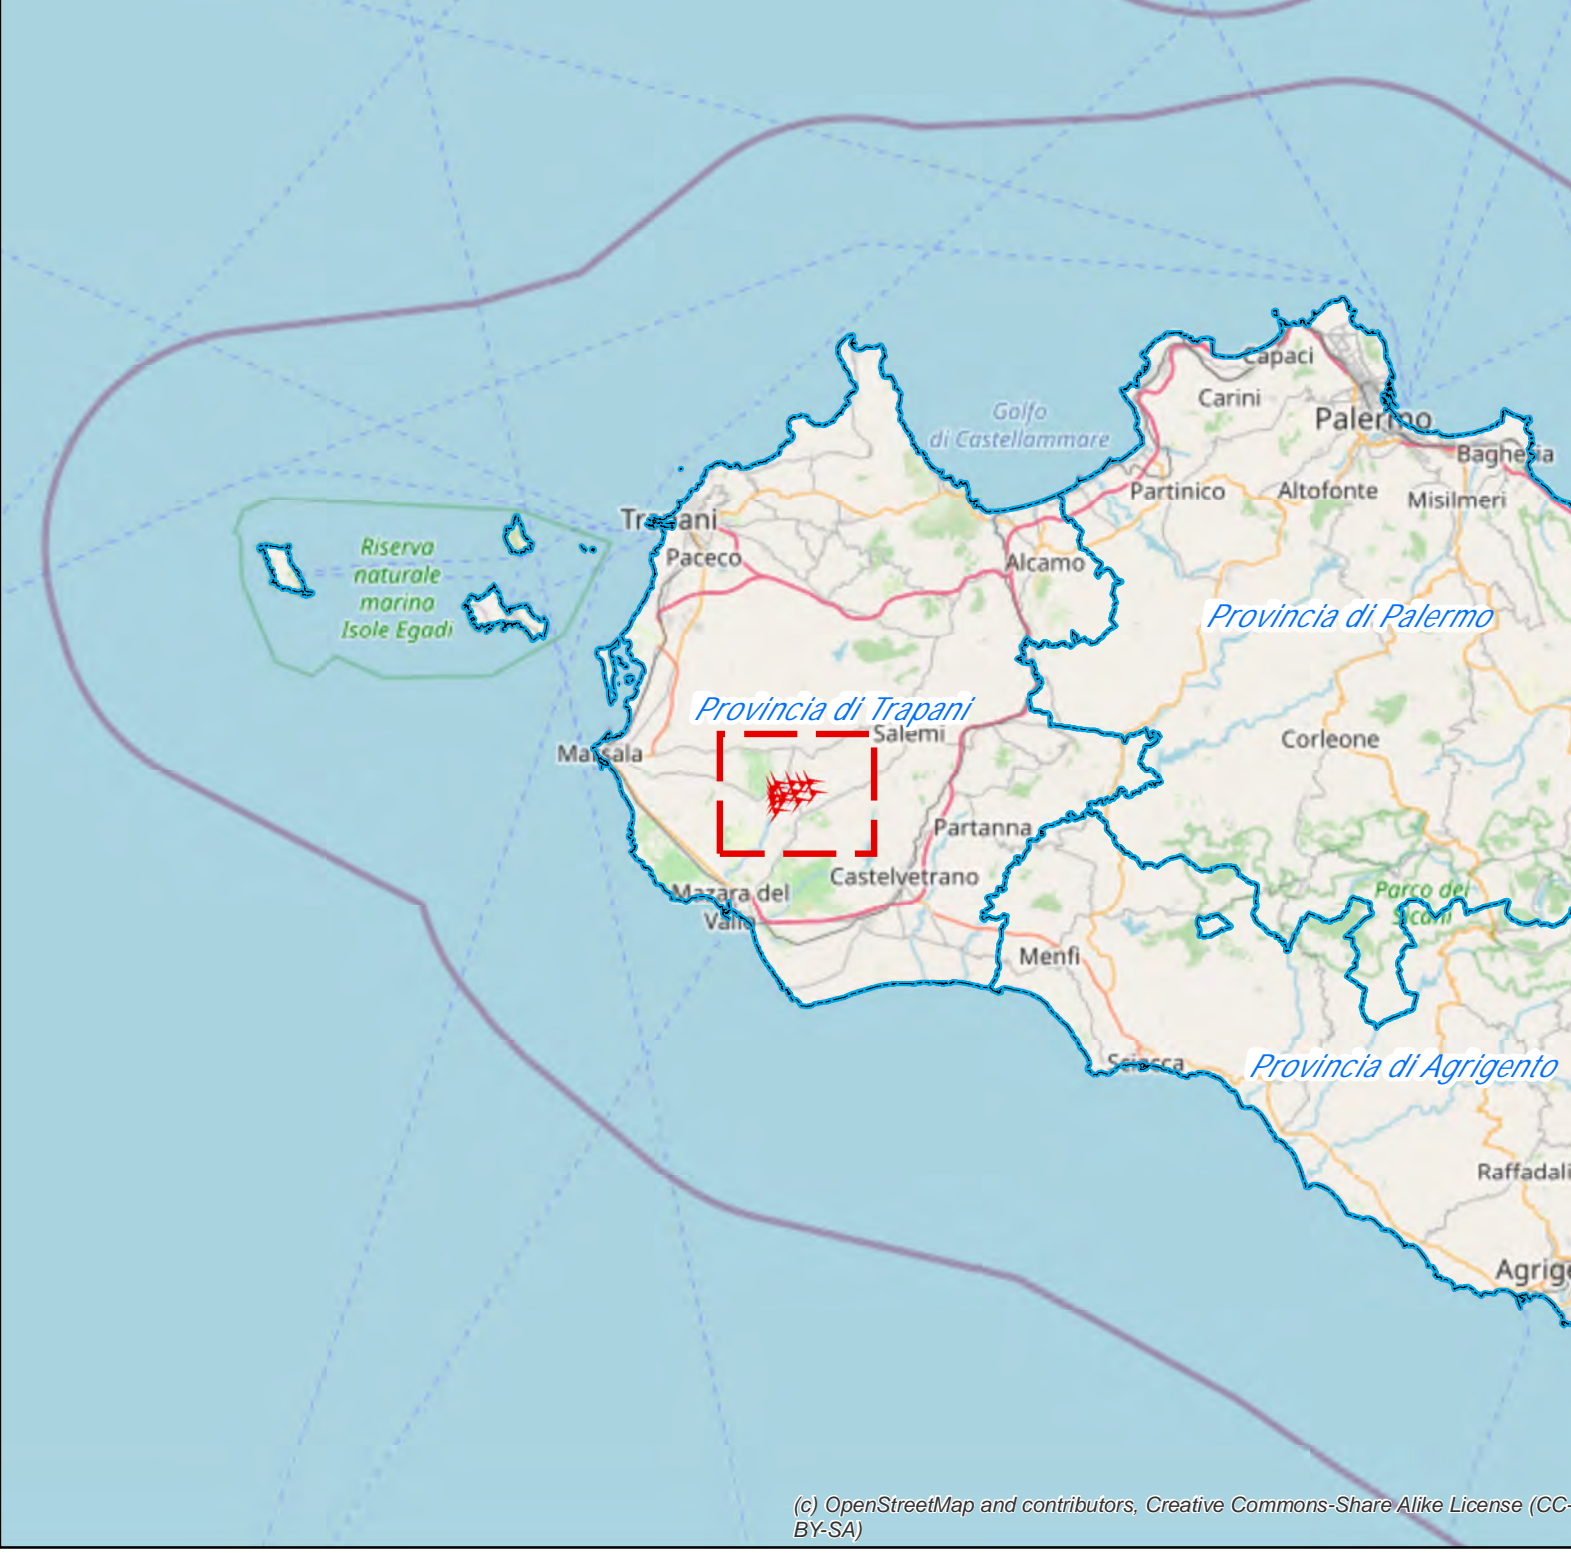 Capaci
Carini
Palermo
Golfo
di Castellammare
Bagheria
Partinico
Altofonte
Misilmeri
Trapani
Paceco
Alcamo
Riserva
naturale
marina
Isole Egadi
Provincia di Palermo
Provincia di Trapani
Salemi
Corleone
Marsala
Partanna
Castelvetrano
Mazara del
Vallo
Parco dei
Sicani
Menfi
Sciacca
Provincia di Agrigento
Raffadali
Agrige
(c) OpenStreetMap and contributors, Creative Commons-Share Alike License (CC-
BY-SA)